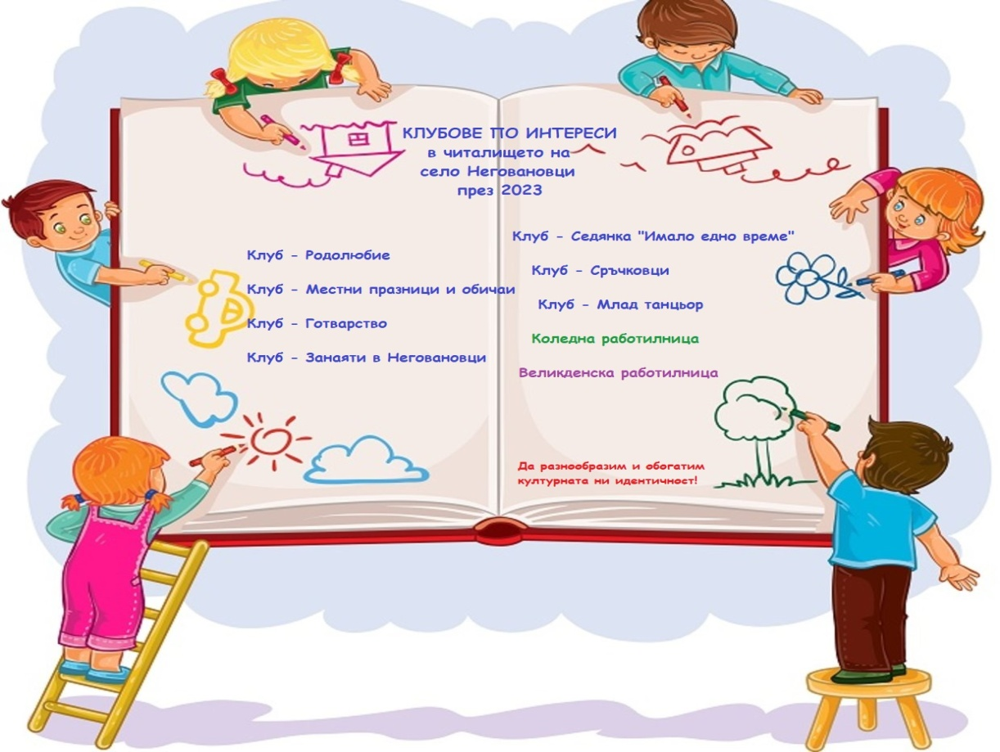 КЛУБОВЕ ПО ИНТЕРЕСИ
в читалището на
село Неговановци
през 2023
Клуб - Родолюбие
Клуб - Местни празници и обичаи
Клуб - Готварство
Клуб - Занаяти в Неговановци
Клуб - Седянка "Имало едно време"
Клуб - Сръчковци
Клуб - Млад танцьор
Коледна работилница
Великденска работилница
Да разнообразим и обогатим
културната ни идентичност!